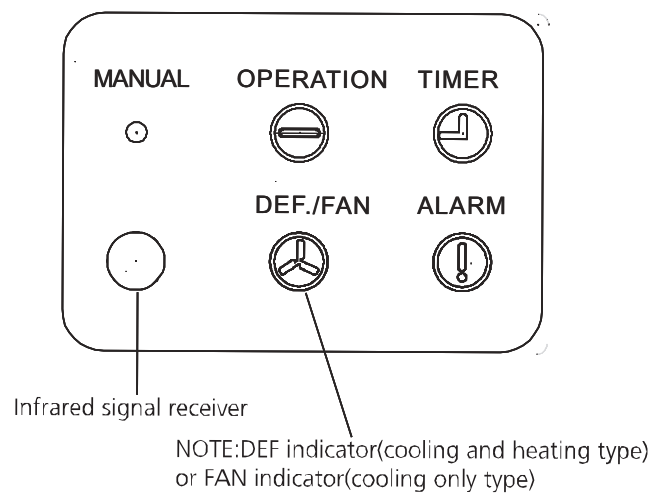 MANUAL OPERATION TIMER
DEF./FAN ALARM
Infrared signal receiver
NOTE:DEF indicator(cooling and heating type)
or FAN indicator(cooling only type)